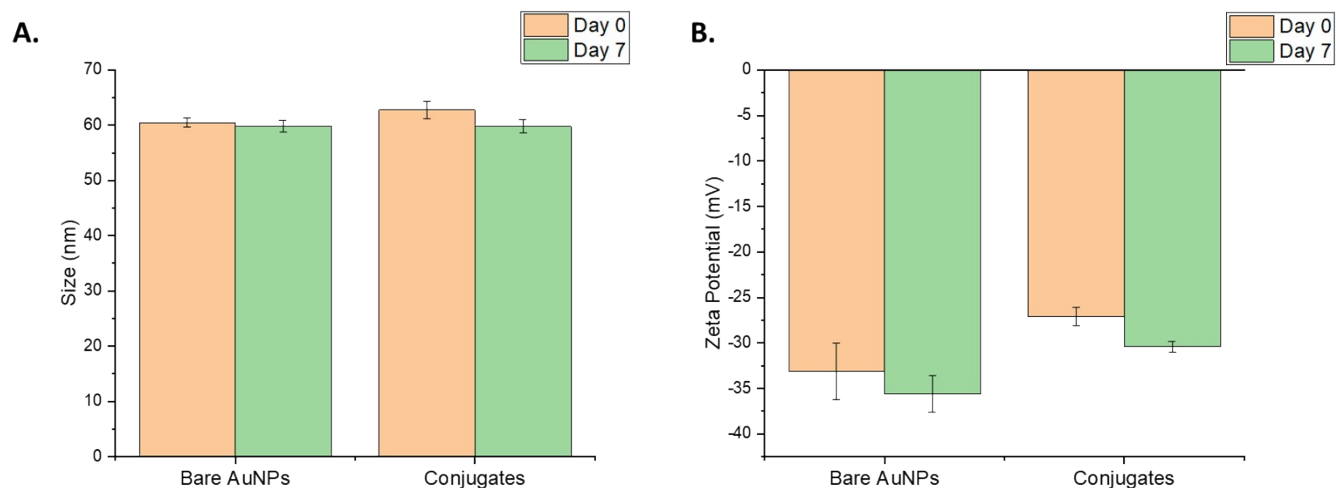 A.
Day 0
Day 7
70
60
50
40
30
20
10
0
Size (nm)
Bare AuNPs
Conjugates
B.
Day 0
Day 7
0
-5
-10
-15
-20
-25
-30
-35
-40
Zeta Potential (mV)
Bare AuNPs
Conjugates